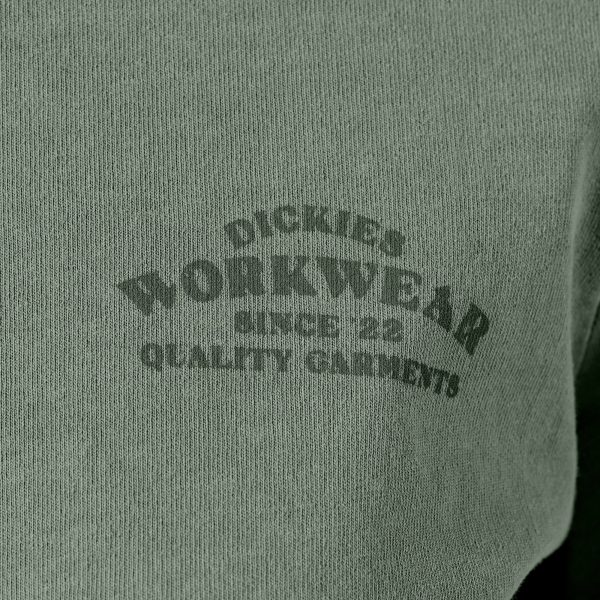 DICKIES
WORKWEAR
SINCE '22
QUALITY GARMENTS